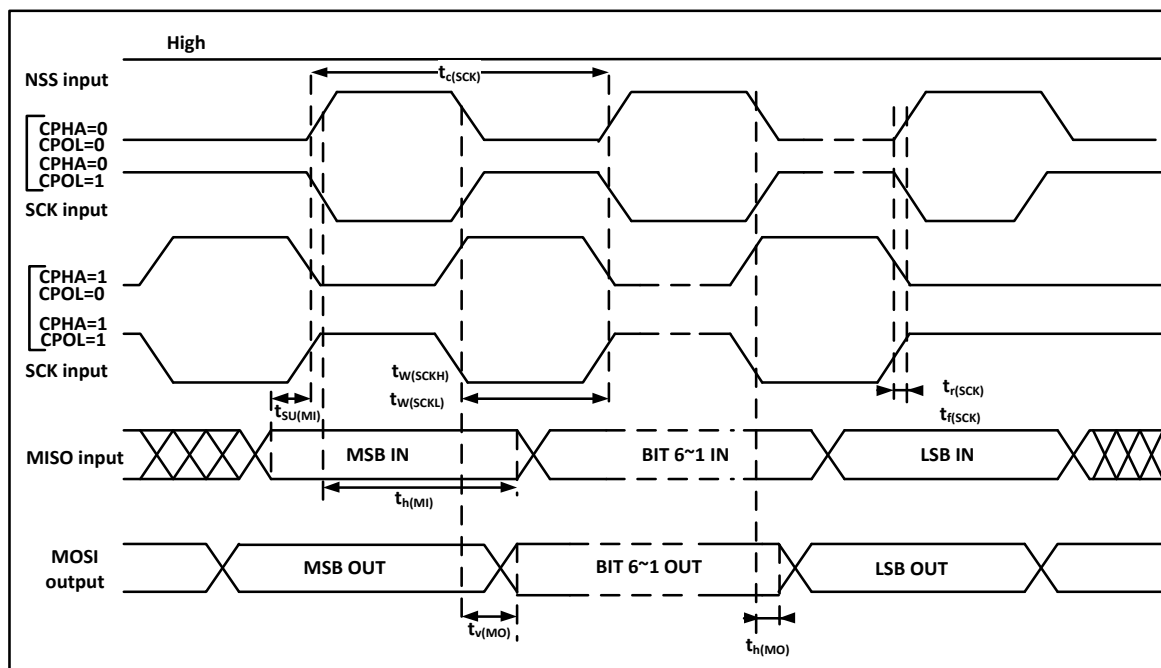 High
NSS input
tc(SCK)
CPHA=0
CPOL=0
CPHA=0
CPOL=1
SCK input
CPHA=1
CPOL=0
CPHA=1
CPOL=1
SCK input
tW(SCKH)
tW(SCKL)
tr(SCK)
tf(SCK)
tSU(MI)
MISO input
MSB IN
BIT 6~1 IN
LSB IN
th(MI)
MOSI
output
MSB OUT
BIT 6~1 OUT
LSB OUT
tv(MO)
th(MO)